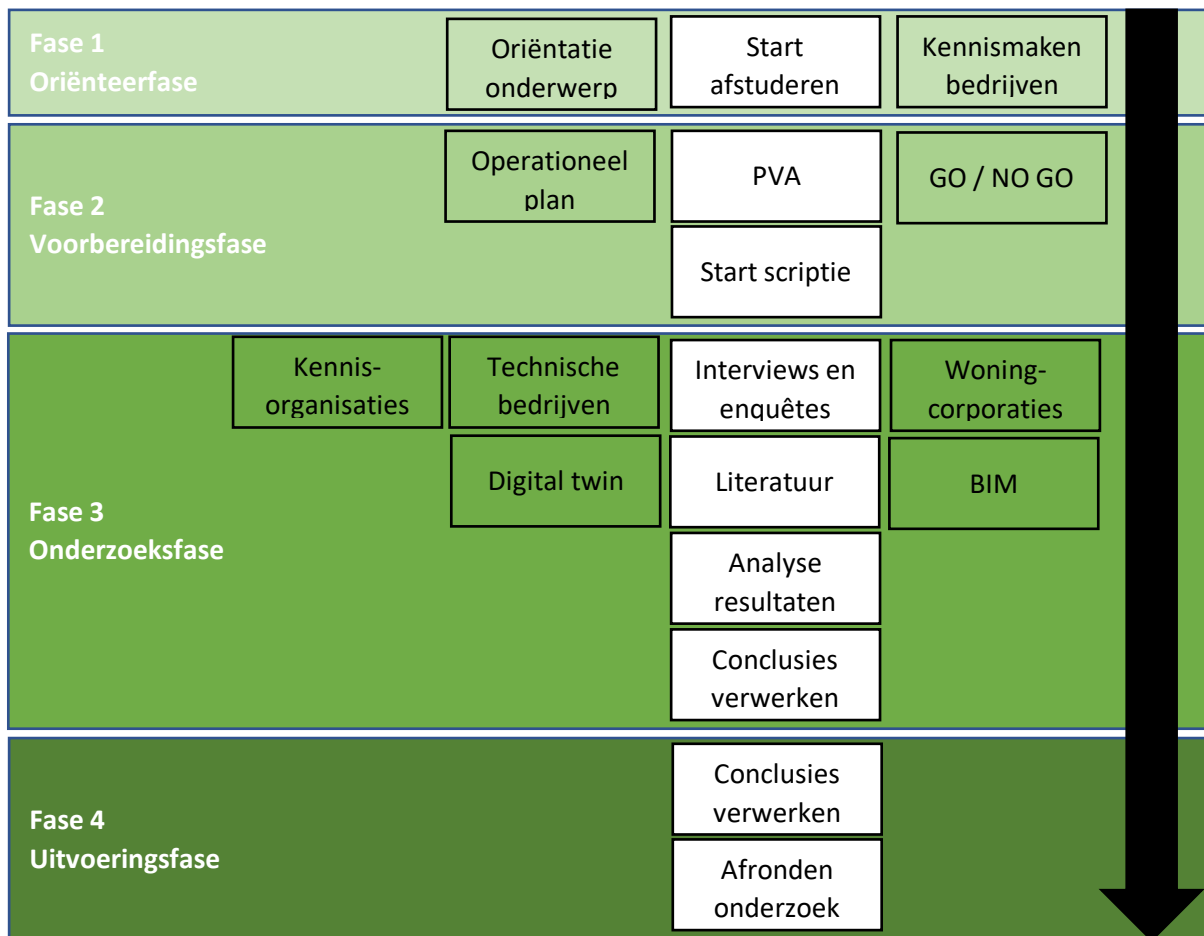 Fase 1
Oriënteerfase
Oriëntatie
onderwerp
Start
afstuderen
Kennismaken
bedrijven
Fase 2
Voorbereidingsfase
Operationeel
plan
PVA
GO / NO GO
Start scriptie
Fase 3
Onderzoeksfase
Kennis-
organisaties
Technische
bedrijven
Interviews en
enquêtes
Woning-
corporaties
Digital twin
Literatuur
BIM
Analyse
resultaten
Conclusies
verwerken
Fase 4
Uitvoeringsfase
Conclusies
verwerken
Afronden
onderzoek